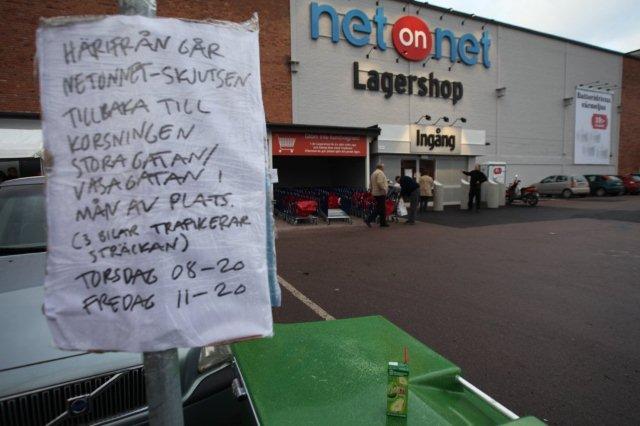 HÄRIFRÅN GÅR
NETONNET-SKJUTSEN
TILLBAKA TILL
KORSNINGEN
STORA GATAN/
VASAGATAN I
MÅN AV PLATS.
(3 BILAR TRAFIKERAR
STRÄCKAN)
TORSDAG 08-20
FREDAG 11-20
net on net
Lagershop
Ingång